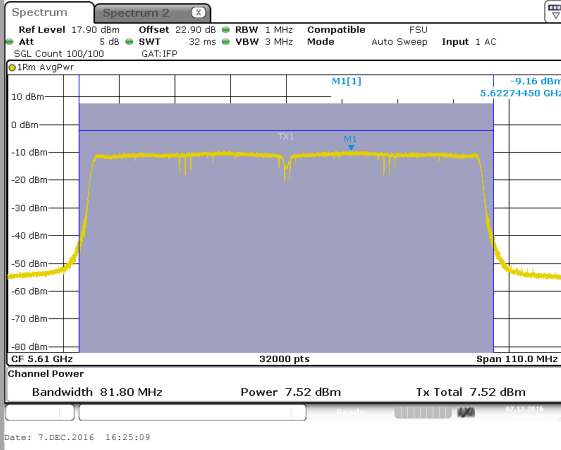 Spectrum Spectrum 2 X
Ref Level 17.90 dBm Offset 22.90 dB RBW 1 MHz Compatible FSU
Att 5 dB SWT 32 ms VBW 3 MHz Mode Auto Sweep Input 1 AC
SGL Count 100/100 GAT:IFP
1Rm AvgPwr
M1[1] -9.16 dBm
5.62274450 GHz
10 dBm
0 dBm
TX1
M1
-10 dBm
-20 dBm
-30 dBm
-40 dBm
-50 dBm
-60 dBm
-70 dBm
-80 dBm
CF 5.61 GHz 32000 pts Span 110.0 MHz
Channel Power
Bandwidth 81.80 MHz Power 7.52 dBm Tx Total 7.52 dBm
Ready 07.12.2016
Date: 7.DEC.2016 16:25:09